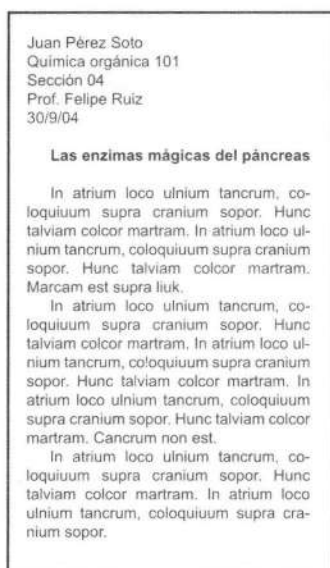 Juan Pérez Soto
Química orgánica 101
Sección 04
Prof. Felipe Ruiz
30/9/04
Las enzimas mágicas del páncreas
In atrium loco ulnium tancrum, co-
loquiuum supra cranium sopor. Hunc
talviam colcor martram. In atrium loco ul-
nium tancrum, coloquiuum supra cranium
sopor. Hunc talviam colcor martram.
Marcam est supra liuk.
In atrium loco ulnium tancrum, co-
loquiuum supra cranium sopor. Hunc
talviam colcor martram. In atrium loco ul-
nium tancrum, coloquiuum supra cranium
sopor. Hunc talviam colcor martram. In
atrium loco ulnium tancrum, coloquiuum
supra cranium sopor. Hunc talviam colcor
martram. Cancrum non est.
In atrium loco ulnium tancrum, co-
loquiuum supra cranium sopor. Hunc
talviam colcor martram. In atrium loco
ulnium tancrum, coloquiuum supra cra-
nium sopor.